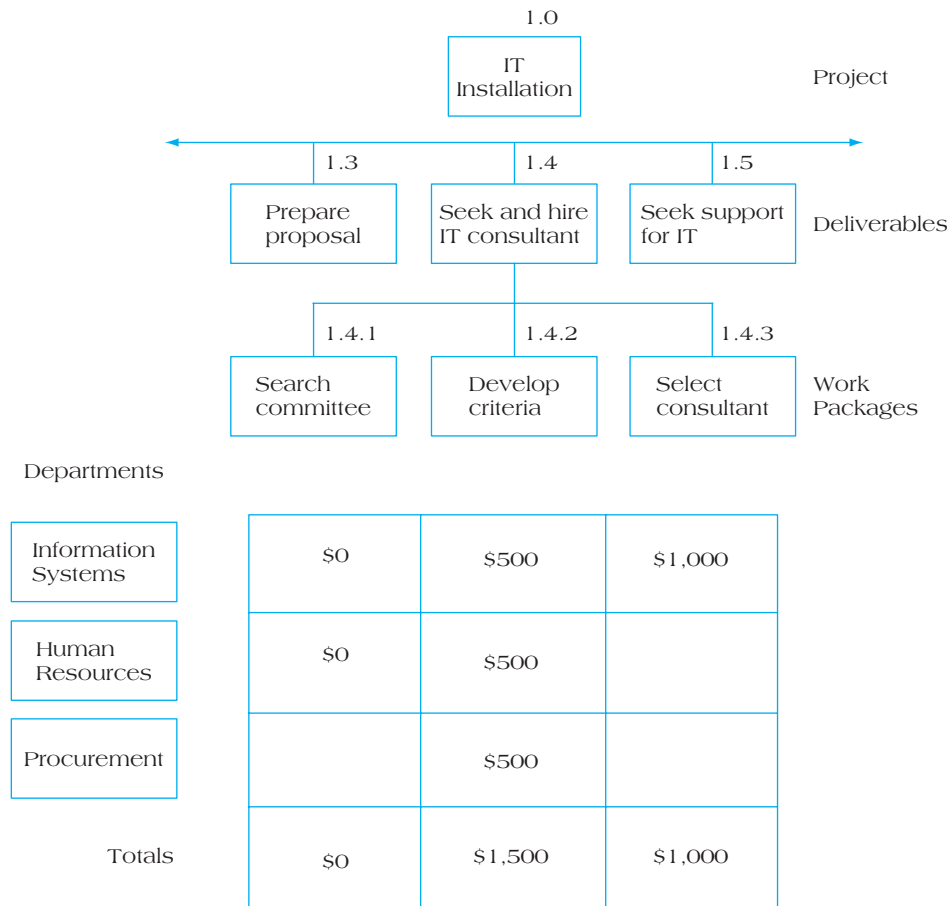 1.0
IT
Installation
Project
1.3
1.4
1.5
Prepare
proposal
Seek and hire
IT consultant
Seek support
for IT
Deliverables
1.4.1
1.4.2
1.4.3
Search
committee
Develop
criteria
Select
consultant
Work
Packages
Departments
Information
Systems
$0
$500
$1,000
Human
Resources
$0
$500
Procurement
$500
Totals
$0
$1,500
$1,000